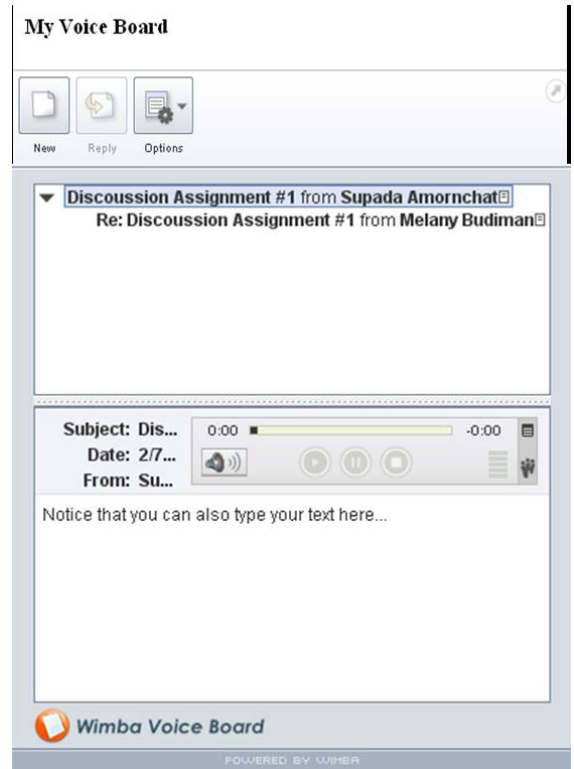 My Voice Board
New Reply Options
Discoussion Assignment #1 from Supada Amornchat
Re: Discoussion Assignment #1 from Melany Budiman
Subject: Dis... 0:00 -0:00
Date: 2/7...
From: Su...
Notice that you can also type your text here...
Wimba Voice Board
POWERED BY WIMBA